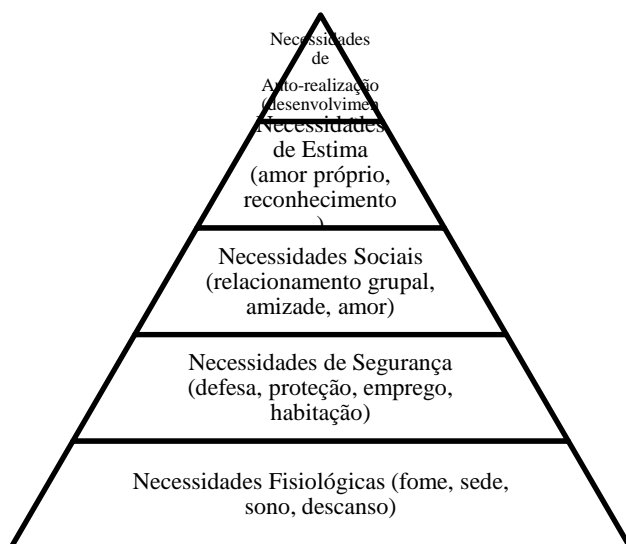 Necessidades
de
Auto-realização
(desenvolvimen
Necessidades
de Estima
(amor próprio,
reconhecimento
)
Necessidades Sociais
(relacionamento grupal,
amizade, amor)
Necessidades de Segurança
(defesa, proteção, emprego,
habitação)
Necessidades Fisiológicas (fome, sede,
sono, descanso)